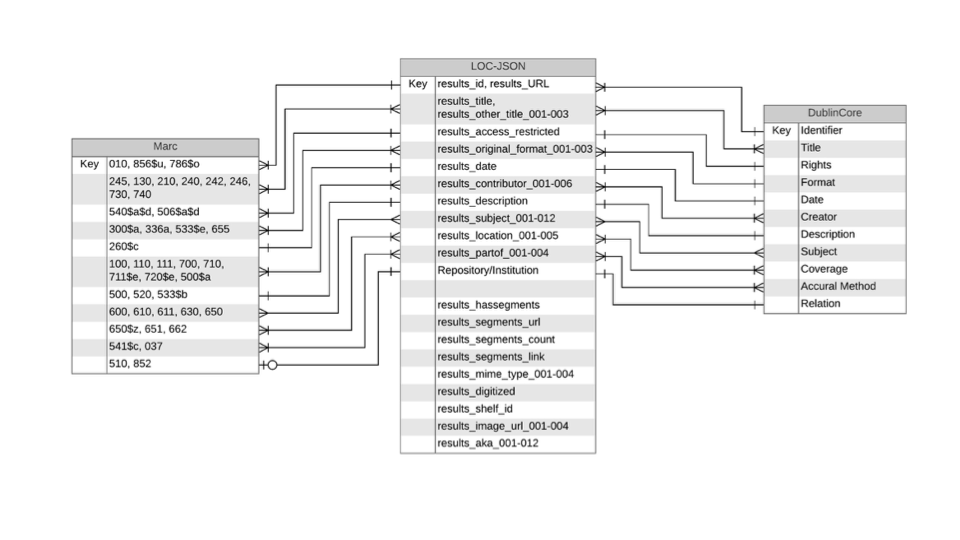 Marc
Key 010, 856$u, 786$o
245, 130, 210, 240, 242, 246,
730, 740
540$a$d, 506$a$d
300$a, 336a, 533$e, 655
260$c
100, 110, 111, 700, 710,
711$e, 720$e, 500$a
500, 520, 533$b
600, 610, 611, 630, 650
650$z, 651, 662
541$c, 037
510, 852
LOC-JSON
Key results_id, results_URL
results_title,
results_other_title_001-003
results_access_restricted
results_original_format_001-003
results_date
results_contributor_001-006
results_description
results_subject_001-012
results_location_001-005
results_partof_001-004
Repository/Institution
results_hassegments
results_segments_url
results_segments_count
results_segments_link
results_mime_type_001-004
results_digitized
results_shelf_id
results_image_url_001-004
results_aka_001-012
DublinCore
Key Identifier
Title
Rights
Format
Date
Creator
Description
Subject
Coverage
Accural Method
Relation